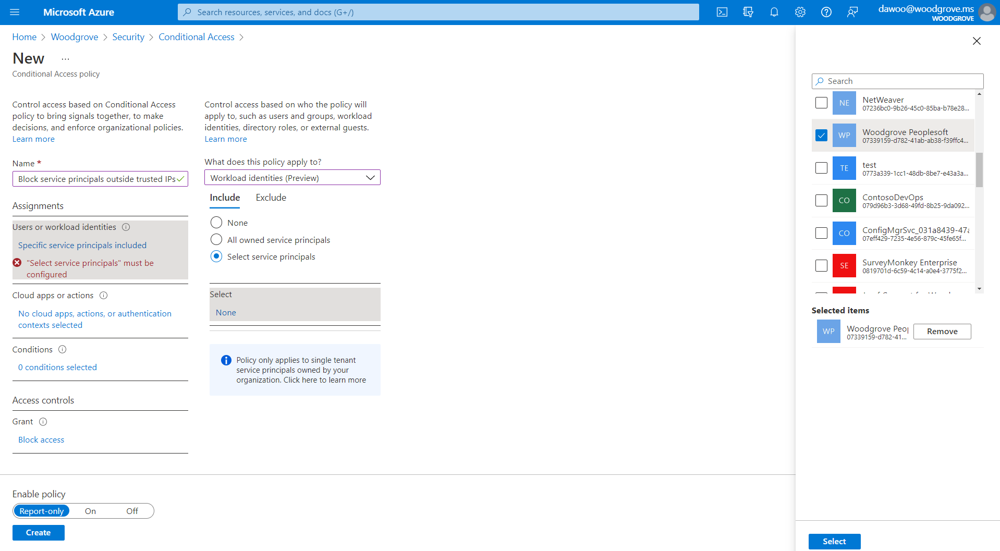 Microsoft Azure
Search resources, services, and docs (G+/)
dawoo@woodgrove.ms
WOODGROVE
Home > Woodgrove > Security > Conditional Access >
New ...
Conditional Access policy
Control access based on Conditional Access
policy to bring signals together, to make
decisions, and enforce organizational policies.
Learn more
Name *
Block service principals outside trusted IPs
Assignments
Users or workload identities
Specific service principals included
"Select service principals" must be
configured
Cloud apps or actions
No cloud apps, actions, or authentication
contexts selected
Conditions
0 conditions selected
Access controls
Grant
Block access
Enable policy
Report-only On Off
Create
Control access based on who the policy will
apply to, such as users and groups, workload
identities, directory roles, or external guests.
Learn more
What does this policy apply to?
Workload identities (Preview)
Include Exclude
None
All owned service principals
Select service principals
Select
None
Policy only applies to single tenant
service principals owned by your
organization. Click here to learn more
Search
NE NetWeaver
07236bc0-9b26-45c0-85ba-b78e28...
WP Woodgrove Peoplesoft
07339159-d782-41ab-ab38-f39ffc4...
TE test
0773a339-1cc1-48db-8be7-e43a3a...
CO ContosoDevOps
079d96b3-3d68-49fd-8b25-9da092...
CO ConfigMgrSvc_031a8439-47a
07eff429-7235-4e56-879c-45fe65f...
SE SurveyMonkey Enterprise
0819701d-6c59-4c14-a0e4-3775f2...
Selected items
WP Woodgrove Peop
07339159-d782-41...
Remove
Select